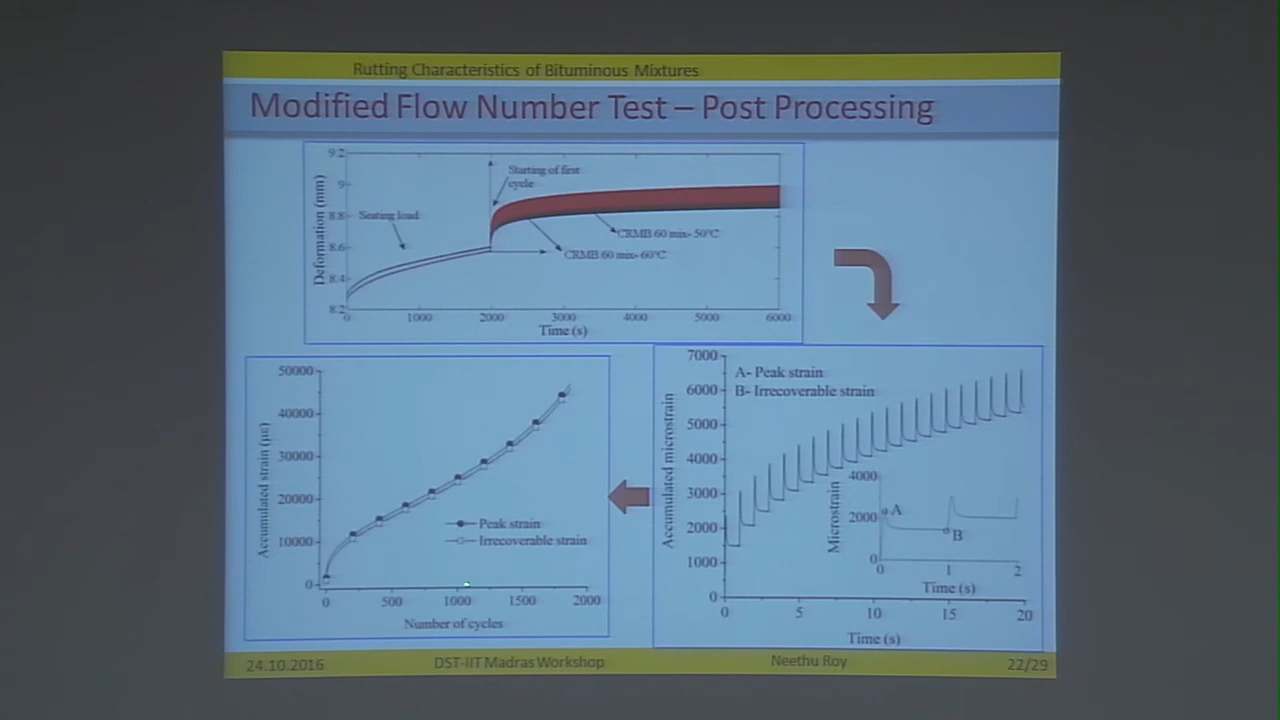 Rutting Characteristics of Bituminous Mixtures
Modified Flow Number Test – Post Processing
Deformation (mm)
9.2
9
8.8
8.6
8.4
8.2
0
1000
2000
3000
4000
5000
6000
Time (s)
Seating load
Starting of first
cycle
CRMB 60 mix- 50°C
CRMB 60 mix- 60°C
Accumulated strain (με)
50000
40000
30000
20000
10000
0
0
500
1000
1500
2000
Number of cycles
Peak strain
Irrecoverable strain
Accumulated microstrain
7000
6000
5000
4000
3000
2000
1000
0
0
5
10
15
20
Time (s)
A- Peak strain
B- Irrecoverable strain
Microstrain
4000
2000
0
0
1
2
Time (s)
A
B
24.10.2016
DST-IIT Madras Workshop
Neethu Roy
22/29